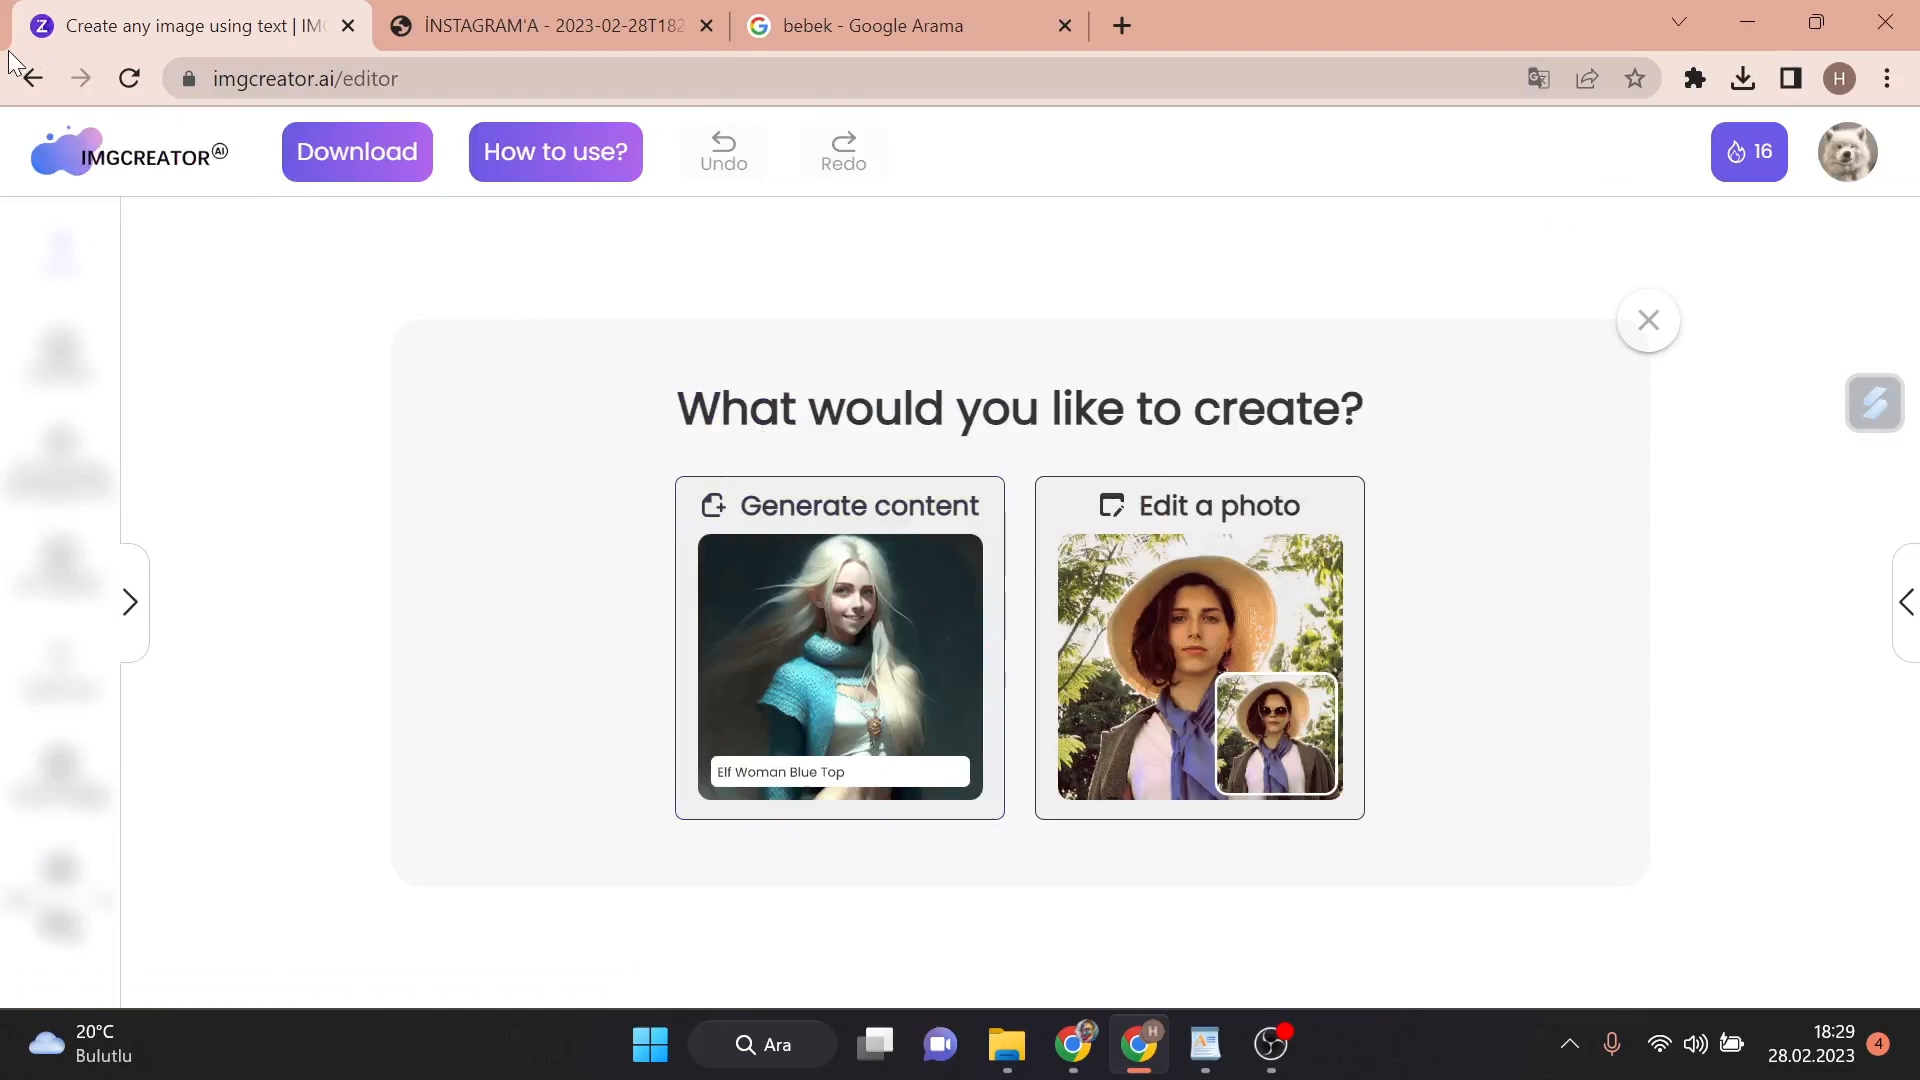 Create any image using text | IMG
İNSTAGRAM'A - 2023-02-28T182
bebek - Google Arama
imgcreator.ai/editor
H
IMGCREATOR AI
Download
How to use?
Undo
Redo
16
What would you like to create?
Generate content
Edit a photo
Elf Woman Blue Top
20°C
Bulutlu
Ara
H
18:29
28.02.2023
4